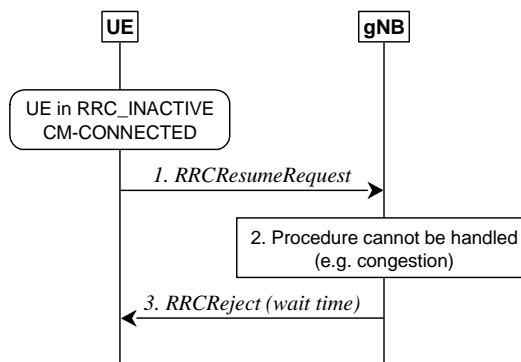 UE
gNB
UE in RRC_INACTIVE
CM-CONNECTED
1. RRCResumeRequest
2. Procedure cannot be handled
(e.g. congestion)
3. RRCReject (wait time)